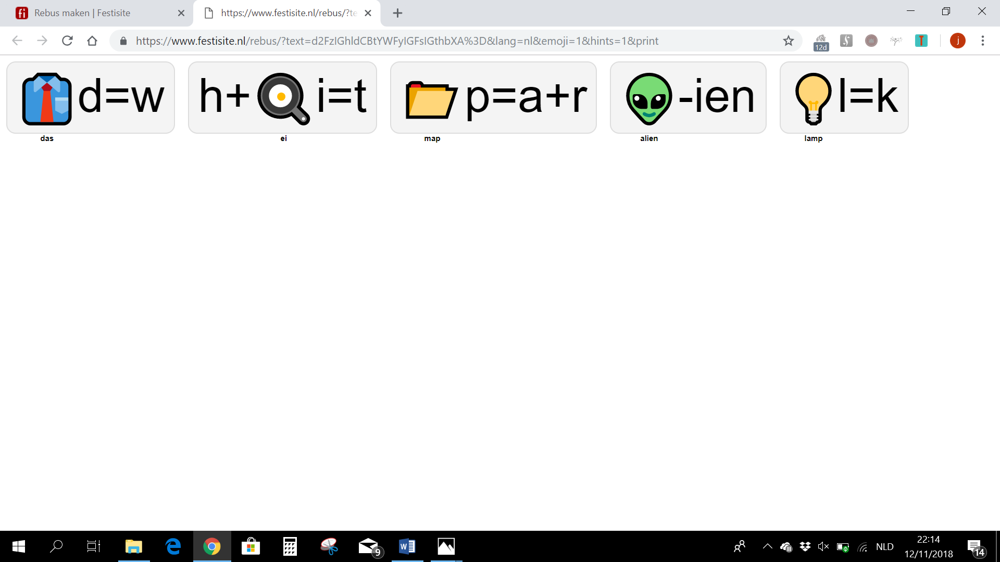 Rebus maken | Festisite
https://www.festisite.nl/rebus/?te
https://www.festisite.nl/rebus/?text=d2FzIGhldCBtYWFyIGFsIGthbXA%3D&lang=nl&emoji=1&hints=1&print
12d
j
d=w h+ i=t p=a+r -ien l=k
das ei map alien lamp
9
W
NLD
22:14
12/11/2018
14